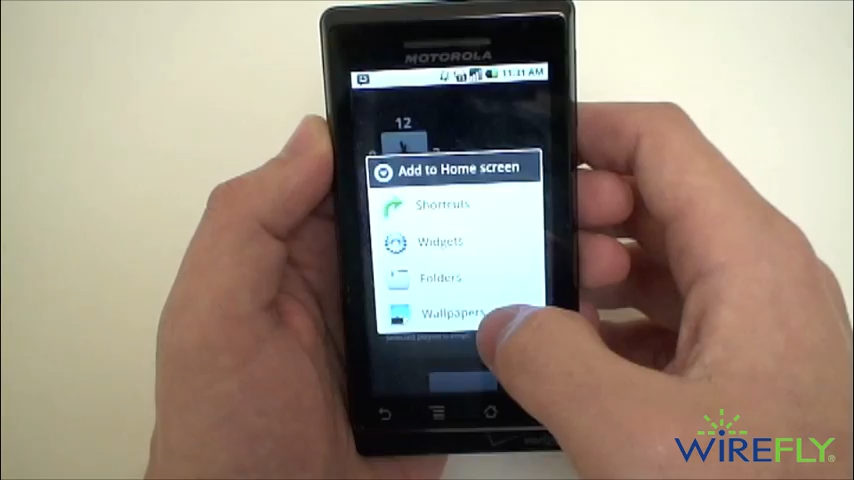 MOTOROLA
11:31 AM
12
Add to Home screen
Shortcuts
Widgets
Folders
Wallpapers
WIREFLY